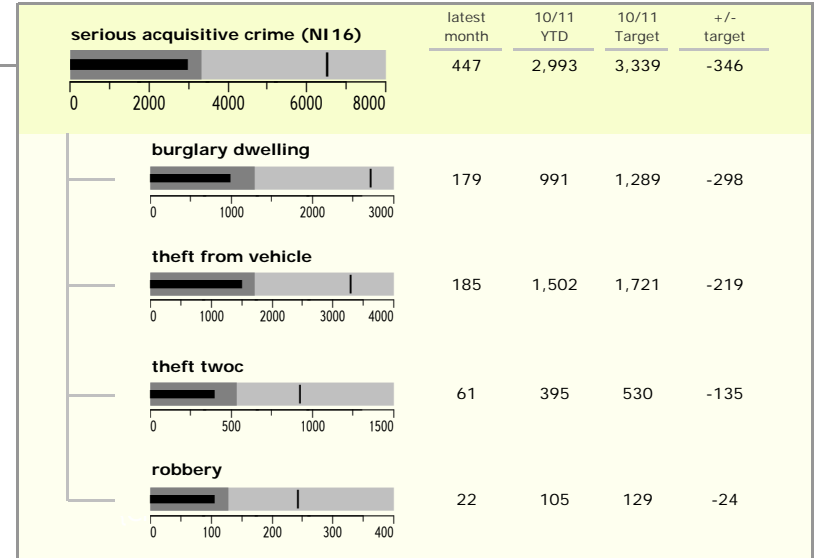 latest month
10/11 YTD
10/11 Target
+/- target
serious acquisitive crime (NI 16)
447 2,993 3,339 -346
0 2000 4000 6000 8000
burglary dwelling
179 991 1,289 -298
0 1000 2000 3000
theft from vehicle
185 1,502 1,721 -219
0 1000 2000 3000 4000
theft twoc
61 395 530 -135
0 500 1000 1500
robbery
22 105 129 -24
0 100 200 300 400